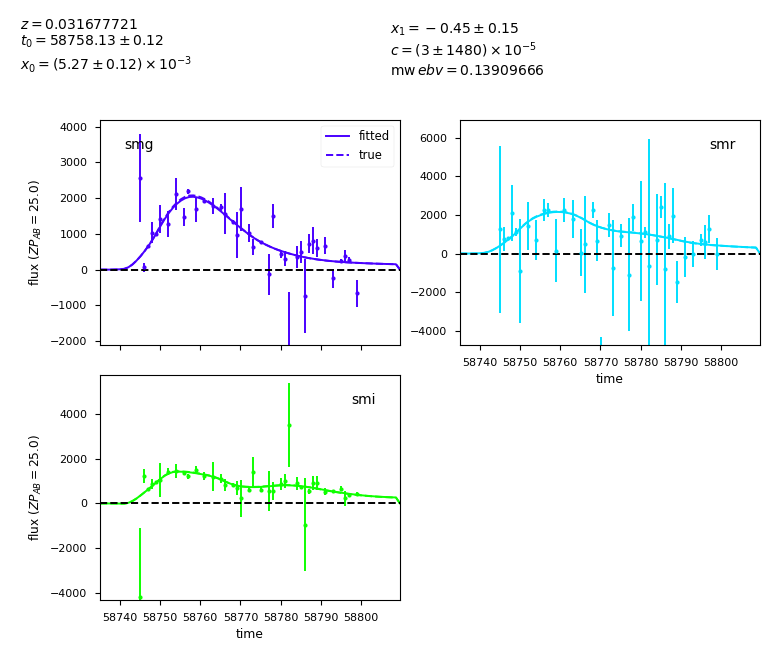 z = 0.031677721
t₀ = 58758.13 ± 0.12
x₀ = (5.27 ± 0.12) × 10⁻³
x₁ = − 0.45 ± 0.15
c = (3 ± 1480) × 10⁻⁵
mw ebv = 0.13909666
smg
fitted
true
4000
3000
2000
1000
0
−1000
−2000
flux (ZP_AB = 25.0)
smr
6000
4000
2000
0
−2000
−4000
58740 58750 58760 58770 58780 58790 58800
time
smi
4000
2000
0
−2000
−4000
flux (ZP_AB = 25.0)
58740 58750 58760 58770 58780 58790 58800
time